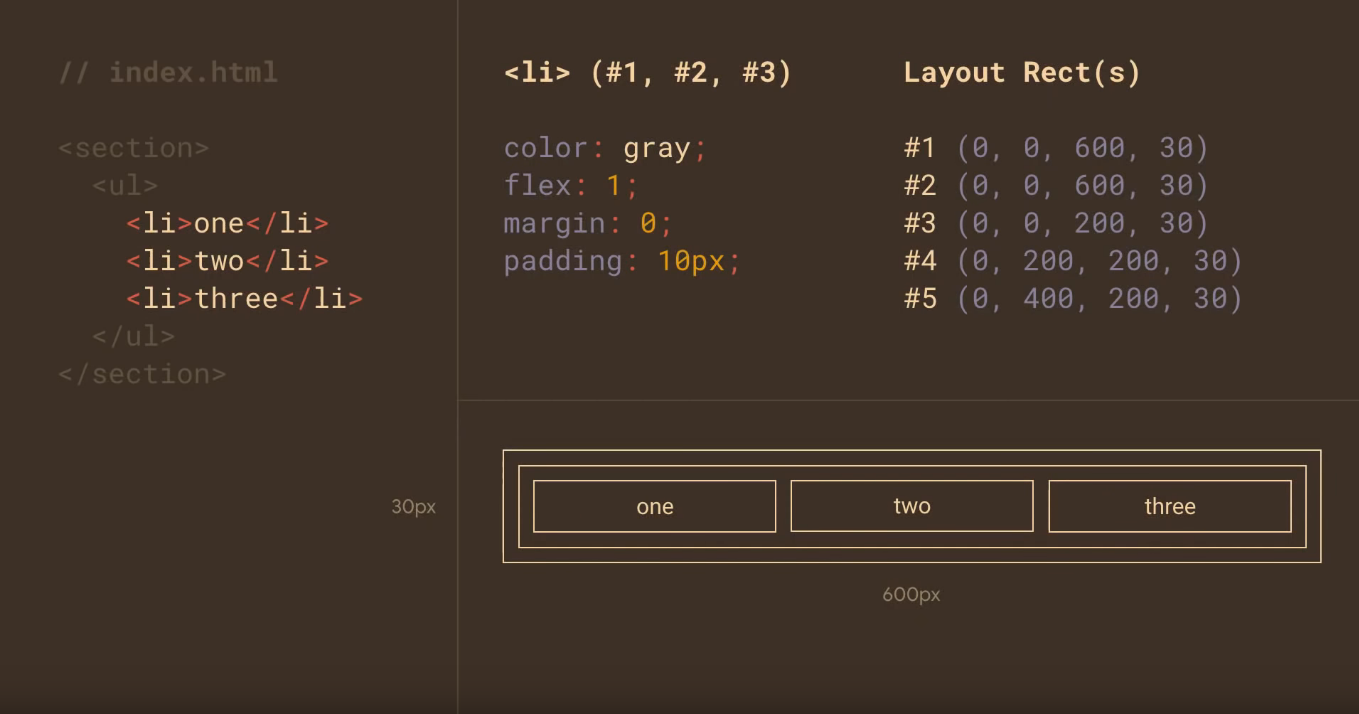 // index.html
<section>
<ul>
<li>one</li>
<li>two</li>
<li>three</li>
</ul>
</section>
<li> (#1, #2, #3)
color: gray;
flex: 1;
margin: 0;
padding: 10px;
Layout Rect(s)
#1 (0, 0, 600, 30)
#2 (0, 0, 600, 30)
#3 (0, 0, 200, 30)
#4 (0, 200, 200, 30)
#5 (0, 400, 200, 30)
30px
one two three
600px